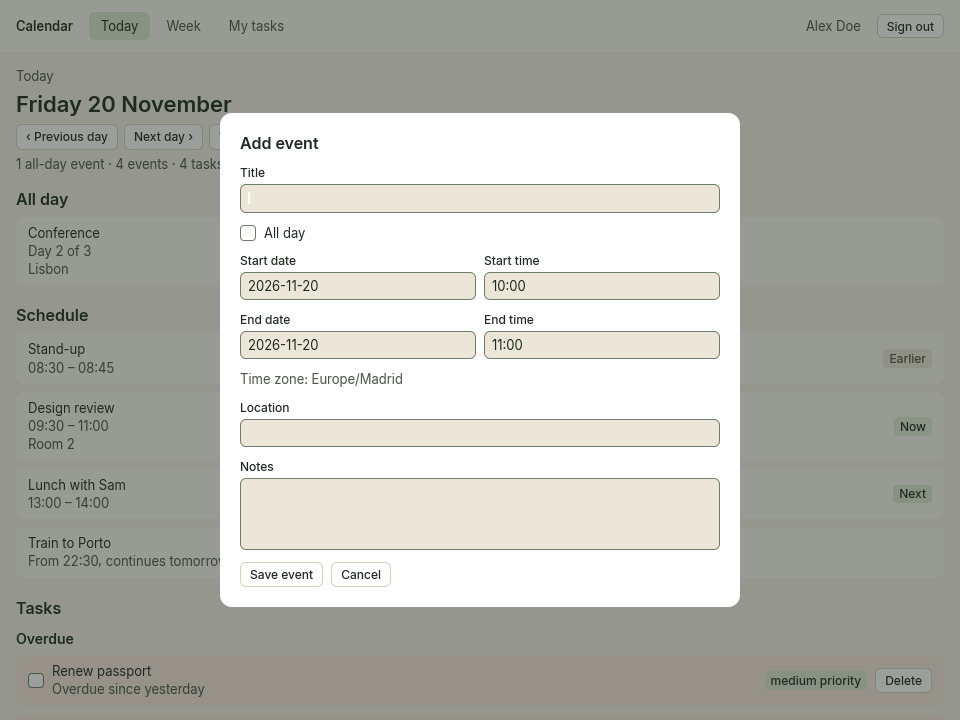 Calendar Today Week My tasks Alex Doe Sign out
Today
Friday 20 November
‹ Previous day Next day ›
1 all-day event · 4 events · 4 tasks
All day
Conference
Day 2 of 3
Lisbon
Schedule
Stand-up
08:30 – 08:45
Earlier
Design review
09:30 – 11:00
Room 2
Now
Lunch with Sam
13:00 – 14:00
Next
Train to Porto
From 22:30, continues
Tasks
Overdue
Renew passport
Overdue since yesterday
medium priority Delete
Add event
Title
All day
Start date Start time
2026-11-20 10:00
End date End time
2026-11-20 11:00
Time zone: Europe/Madrid
Location
Notes
Save event Cancel